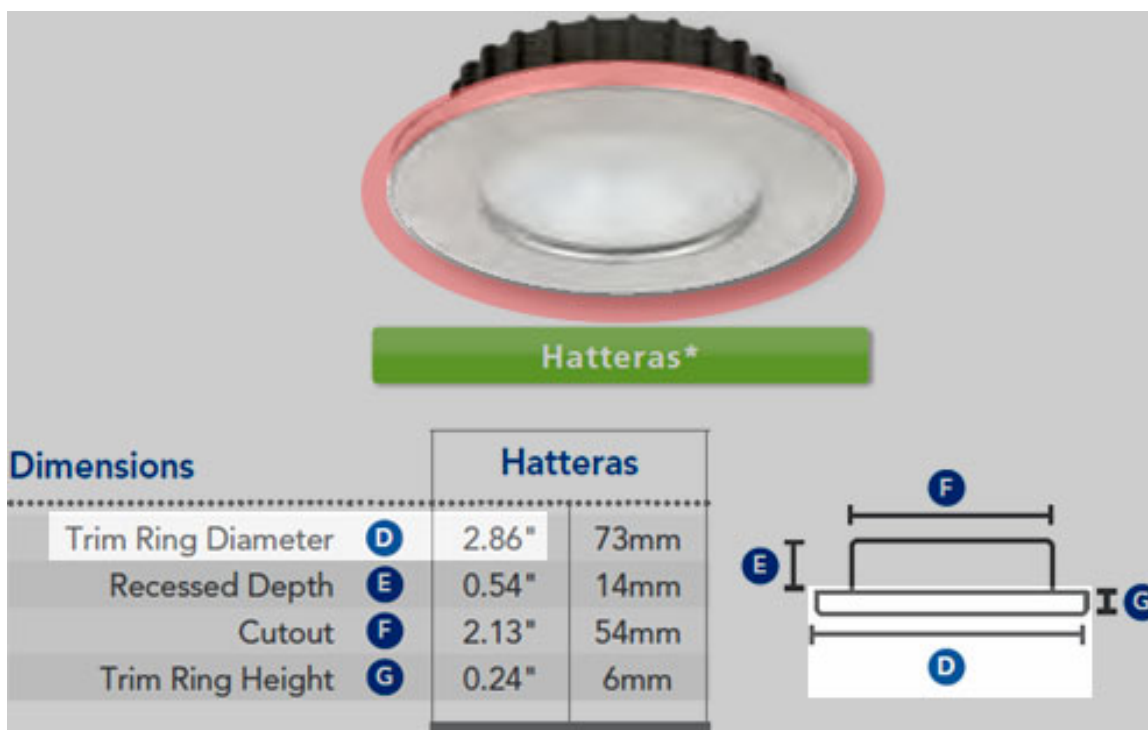 Hatteras*
Dimensions Hatteras
Trim Ring Diameter D 2.86" 73mm
Recessed Depth E 0.54" 14mm
Cutout F 2.13" 54mm
Trim Ring Height G 0.24" 6mm
F
E
G
D